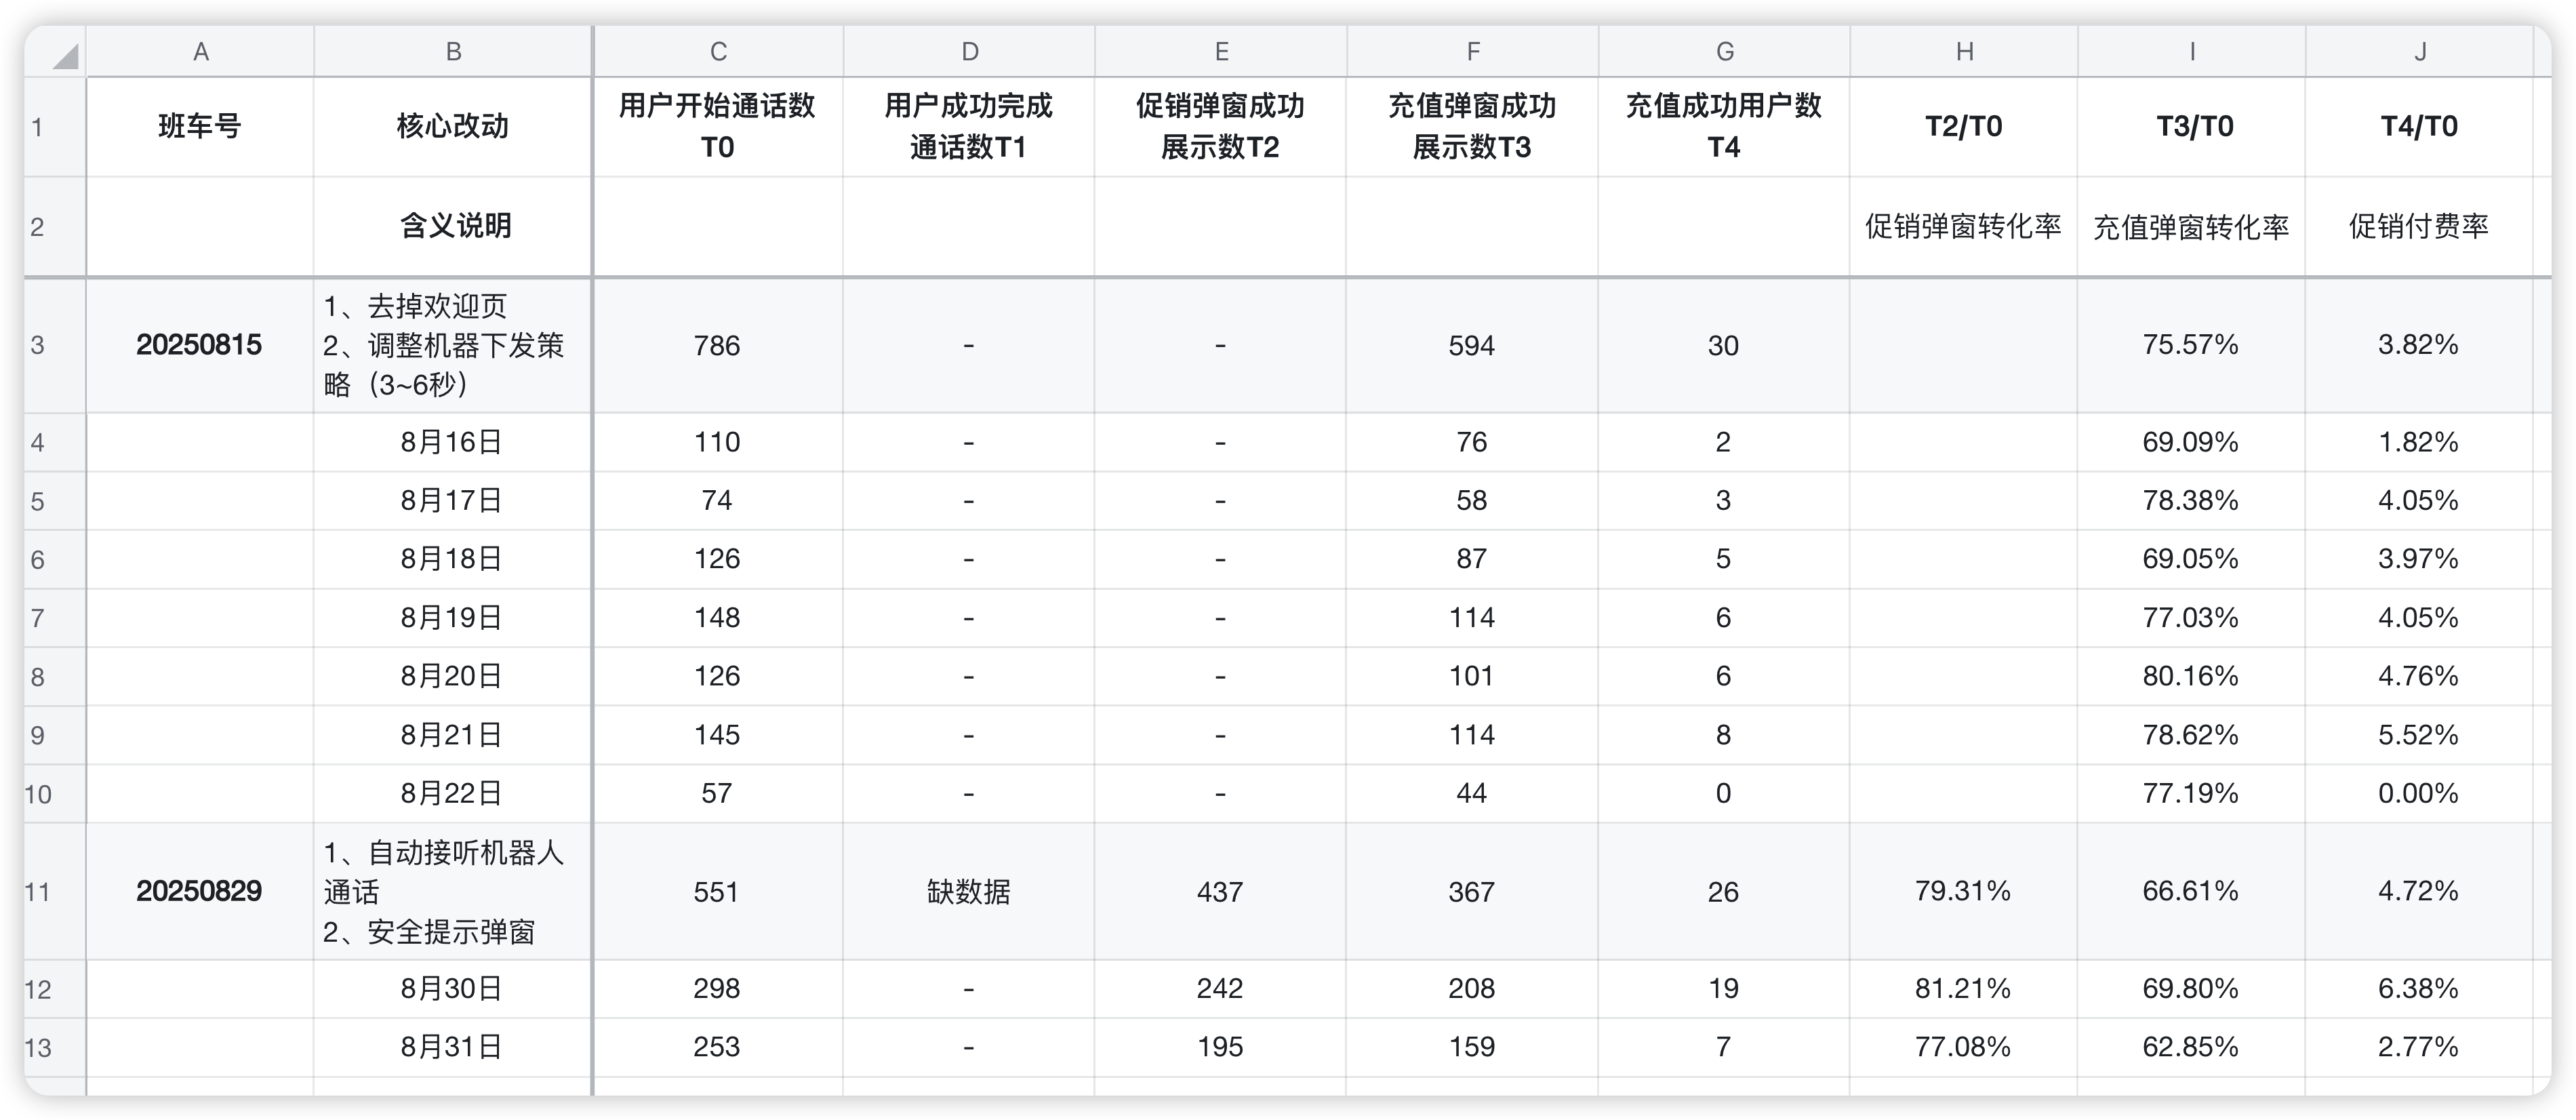 A B C D E F G H I J
1 班车号 核心改动 用户开始通话数 T0 用户成功完成 通话数T1 促销弹窗成功 展示数T2 充值弹窗成功 展示数T3 充值成功用户数 T4 T2/T0 T3/T0 T4/T0
2 含义说明 促销弹窗转化率 充值弹窗转化率 促销付费率
3 20250815 1、去掉欢迎页 2、调整机器下发策略（3~6秒） 786 - - 594 30 75.57% 3.82%
4 8月16日 110 - - 76 2 69.09% 1.82%
5 8月17日 74 - - 58 3 78.38% 4.05%
6 8月18日 126 - - 87 5 69.05% 3.97%
7 8月19日 148 - - 114 6 77.03% 4.05%
8 8月20日 126 - - 101 6 80.16% 4.76%
9 8月21日 145 - - 114 8 78.62% 5.52%
10 8月22日 57 - - 44 0 77.19% 0.00%
11 20250829 1、自动接听机器人通话 2、安全提示弹窗 551 缺数据 437 367 26 79.31% 66.61% 4.72%
12 8月30日 298 - 242 208 19 81.21% 69.80% 6.38%
13 8月31日 253 - 195 159 7 77.08% 62.85% 2.77%